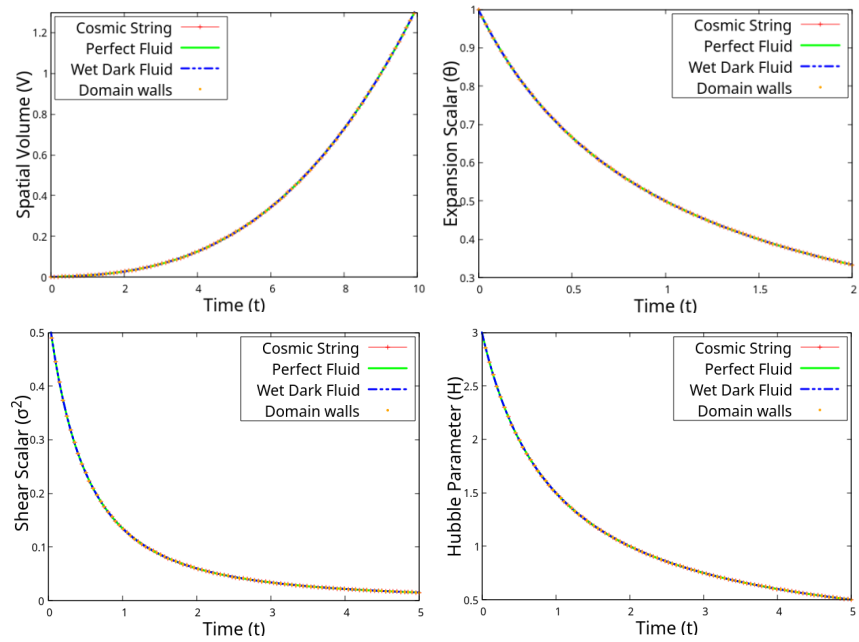 Spatial Volume (V)
Cosmic String
Perfect Fluid
Wet Dark Fluid
Domain walls
1.2
1
0.8
0.6
0.4
0.2
0
0 2 4 6 8 10
Time (t)
Expansion Scalar (θ)
Cosmic String
Perfect Fluid
Wet Dark Fluid
Domain walls
1
0.9
0.8
0.7
0.6
0.5
0.4
0.3
0 0.5 1 1.5 2
Time (t)
Shear Scalar (σ²)
Cosmic String
Perfect Fluid
Wet Dark Fluid
Domain walls
0.5
0.4
0.3
0.2
0.1
0
0 1 2 3 4 5
Time (t)
Hubble Parameter (H)
Cosmic String
Perfect Fluid
Wet Dark Fluid
Domain walls
3
2.5
2
1.5
1
0.5
0 1 2 3 4 5
Time (t)